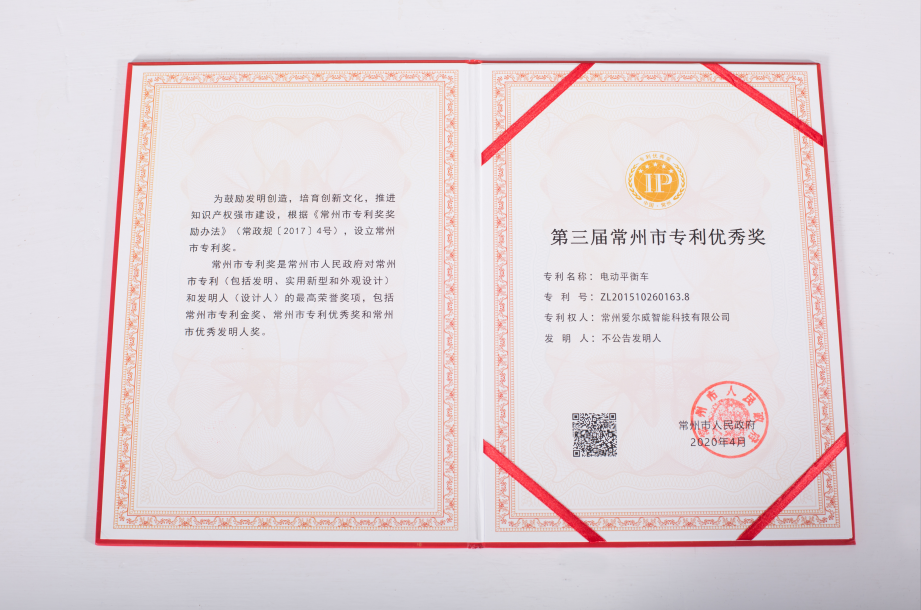 为鼓励发明创造，培育创新文化，推进
知识产权强市建设，根据《常州市专利奖奖
励办法》（常政规〔2017〕4号），设立常州
市专利奖。
常州市专利奖是常州市人民政府对常州
市专利（包括发明、实用新型和外观设计）
和发明人（设计人）的最高荣誉奖项，包括
常州市专利金奖、常州市专利优秀奖和常州
市优秀发明人奖。
IP
第三届常州市专利优秀奖
专利名称：电动平衡车
专利号：ZL201510260163.8
专利权人：常州爱尔威智能科技有限公司
发明人：不公告发明人
常州市人民政府
常州市人民政府
2020年4月